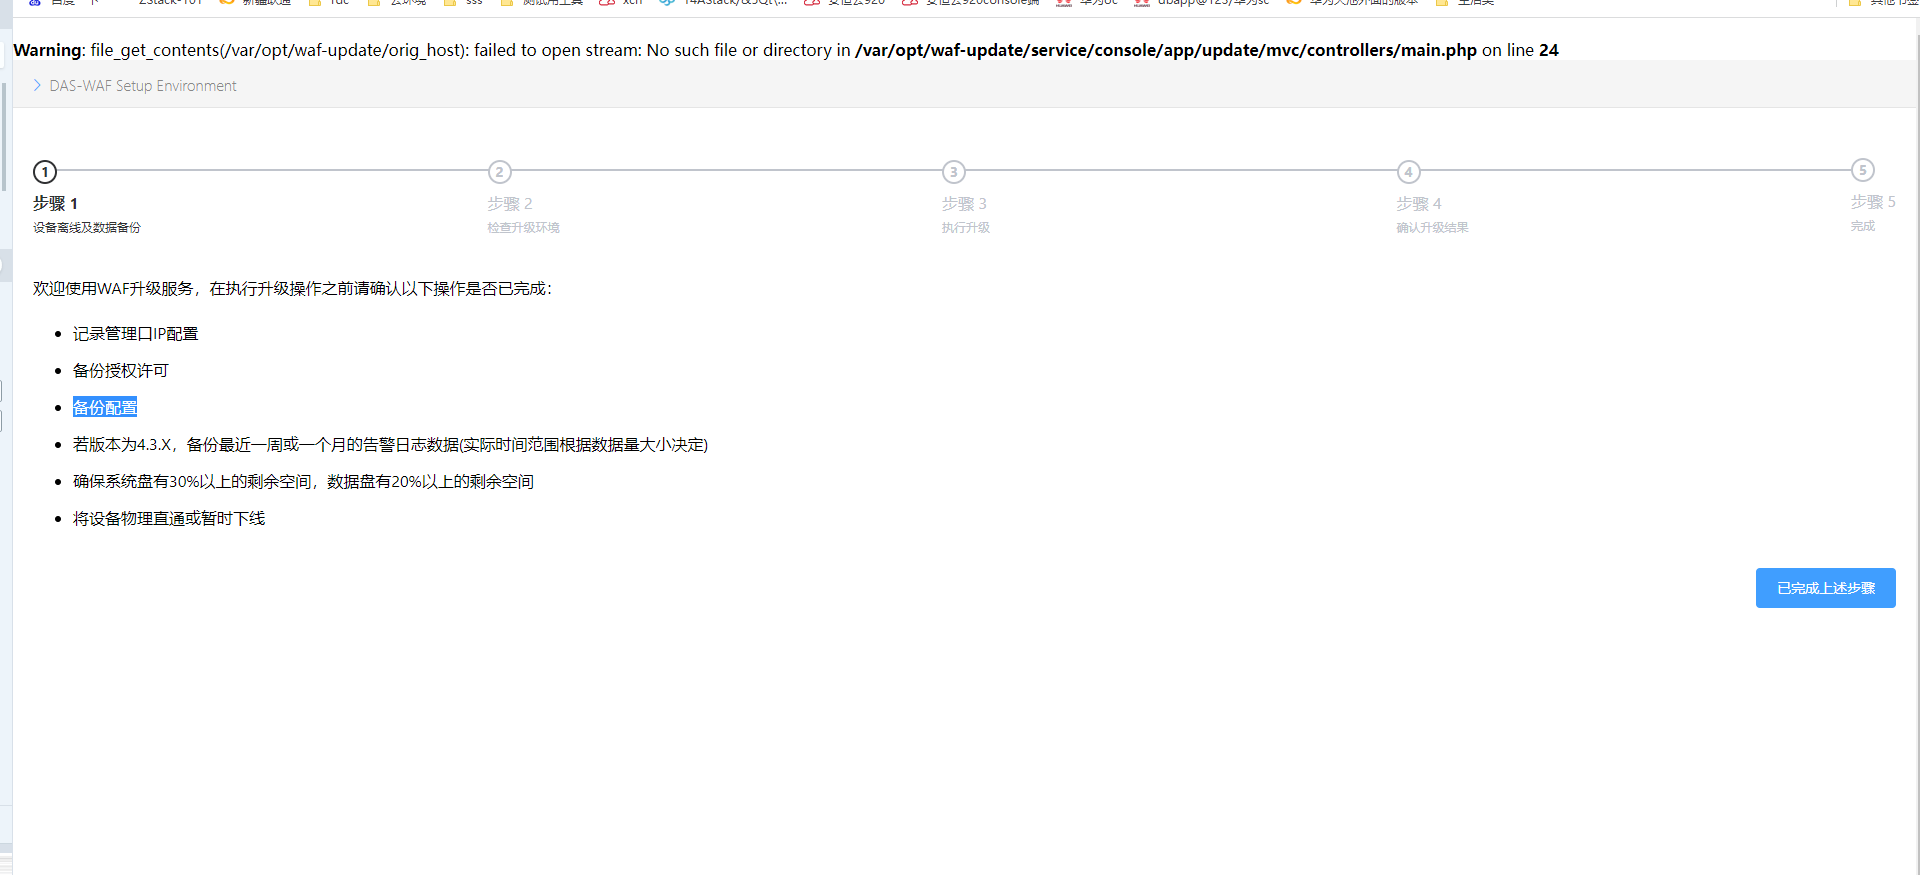 Warning: file_get_contents(/var/opt/waf-update/orig_host): failed to open stream: No such file or directory in /var/opt/waf-update/service/console/app/update/mvc/controllers/main.php on line 24
DAS-WAF Setup Environment
1
2
3
4
5
步骤 1
步骤 2
步骤 3
步骤 4
步骤 5
设备离线及数据备份
检查升级环境
执行升级
确认升级结果
完成
欢迎使用WAF升级服务，在执行升级操作之前请确认以下操作是否已完成：
• 记录管理口IP配置
• 备份授权许可
• 备份配置
• 若版本为4.3.X，备份最近一周或一个月的告警日志数据(实际时间范围根据数据量大小决定)
• 确保系统盘有30%以上的剩余空间，数据盘有20%以上的剩余空间
• 将设备物理直通或暂时下线
已完成上述步骤